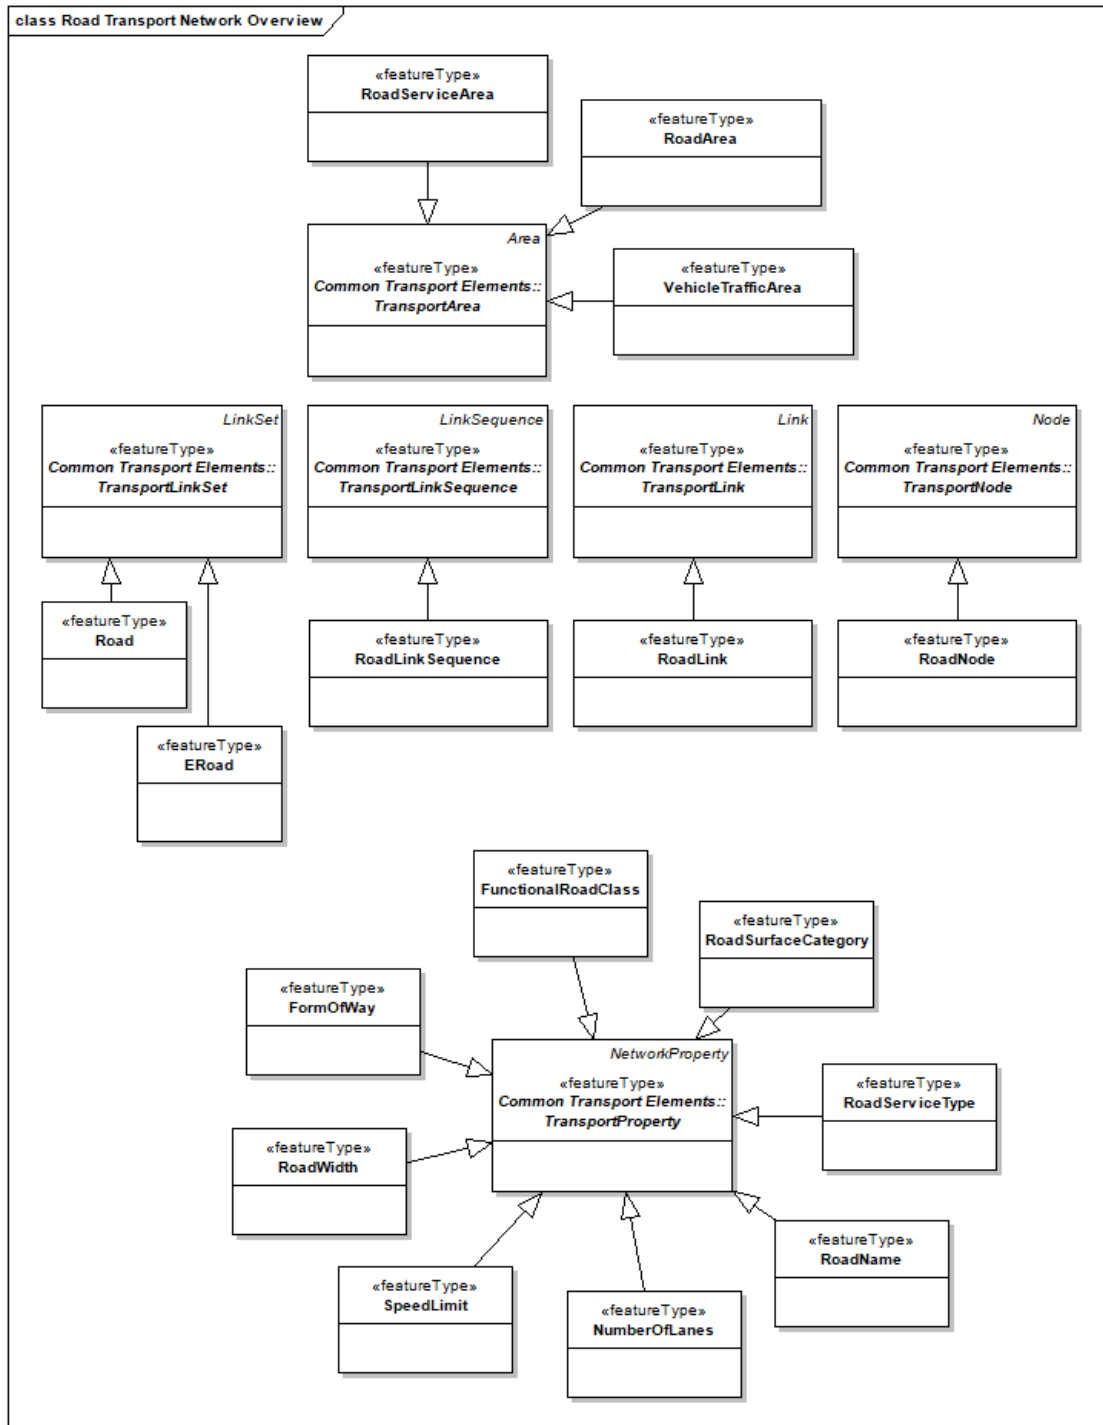 class Road Transport Network Overview
«featureType»
RoadServiceArea
«featureType»
RoadArea
Area
«featureType»
Common Transport Elements::
TransportArea
«featureType»
VehicleTrafficArea
LinkSet
«featureType»
Common Transport Elements::
TransportLinkSet
LinkSequence
«featureType»
Common Transport Elements::
TransportLinkSequence
Link
«featureType»
Common Transport Elements::
TransportLink
Node
«featureType»
Common Transport Elements::
TransportNode
«featureType»
Road
«featureType»
RoadLinkSequence
«featureType»
RoadLink
«featureType»
RoadNode
«featureType»
ERoad
«featureType»
FunctionalRoadClass
«featureType»
RoadSurfaceCategory
«featureType»
FormOfWay
NetworkProperty
«featureType»
Common Transport Elements::
TransportProperty
«featureType»
RoadServiceType
«featureType»
RoadWidth
«featureType»
RoadName
«featureType»
SpeedLimit
«featureType»
NumberOfLanes